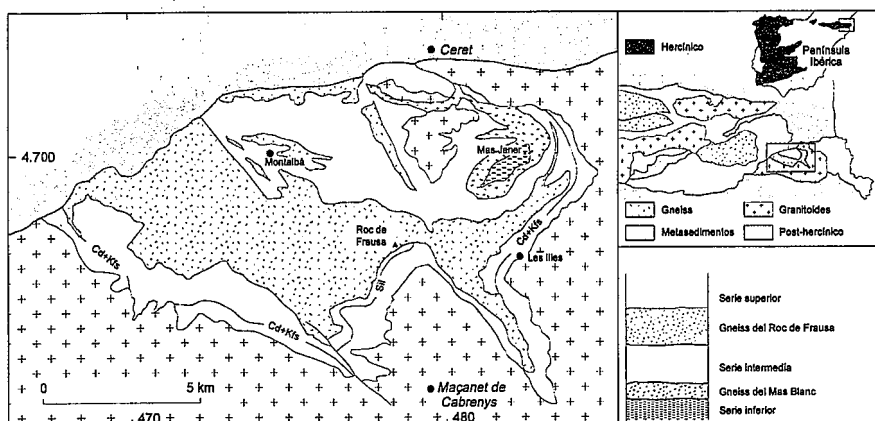 Ceret
4.700
Montalbà
Mas Janer
Roc de
Frausa
Cd+Kfs
Les Illes
Sil
Cd+Kfs
Cd+Kfs
0 5 km
Maçanet de
Cabrenys
470
480
Hercínico
Península
Ibérica
Gneiss
Granitoides
Metasedimentos
Post-hercínico
Serie superior
Gneiss del Roc de Frausa
Serie Intermedia
Gneiss del Mas Blanc
Serie inferior